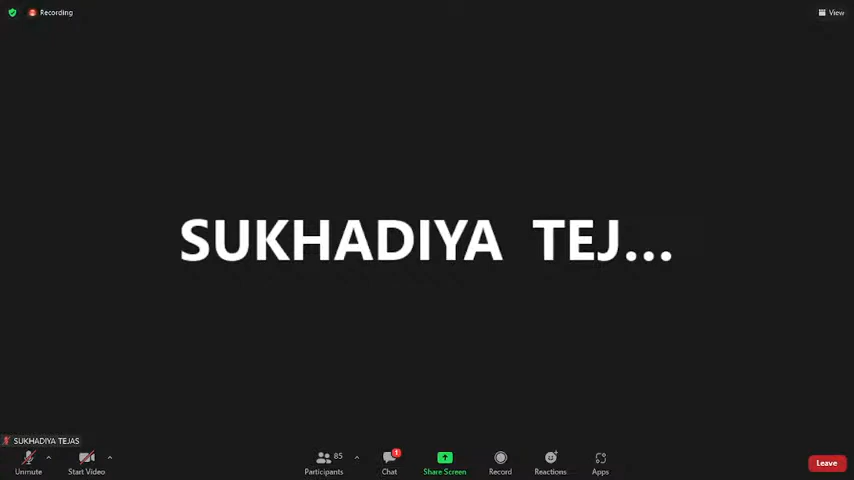 Recording
View
SUKHADIYA TEJ...
SUKHADIYA TEJAS
85
1
Unmute
Start Video
Participants
Chat
Share Screen
Record
Reactions
Apps
Leave